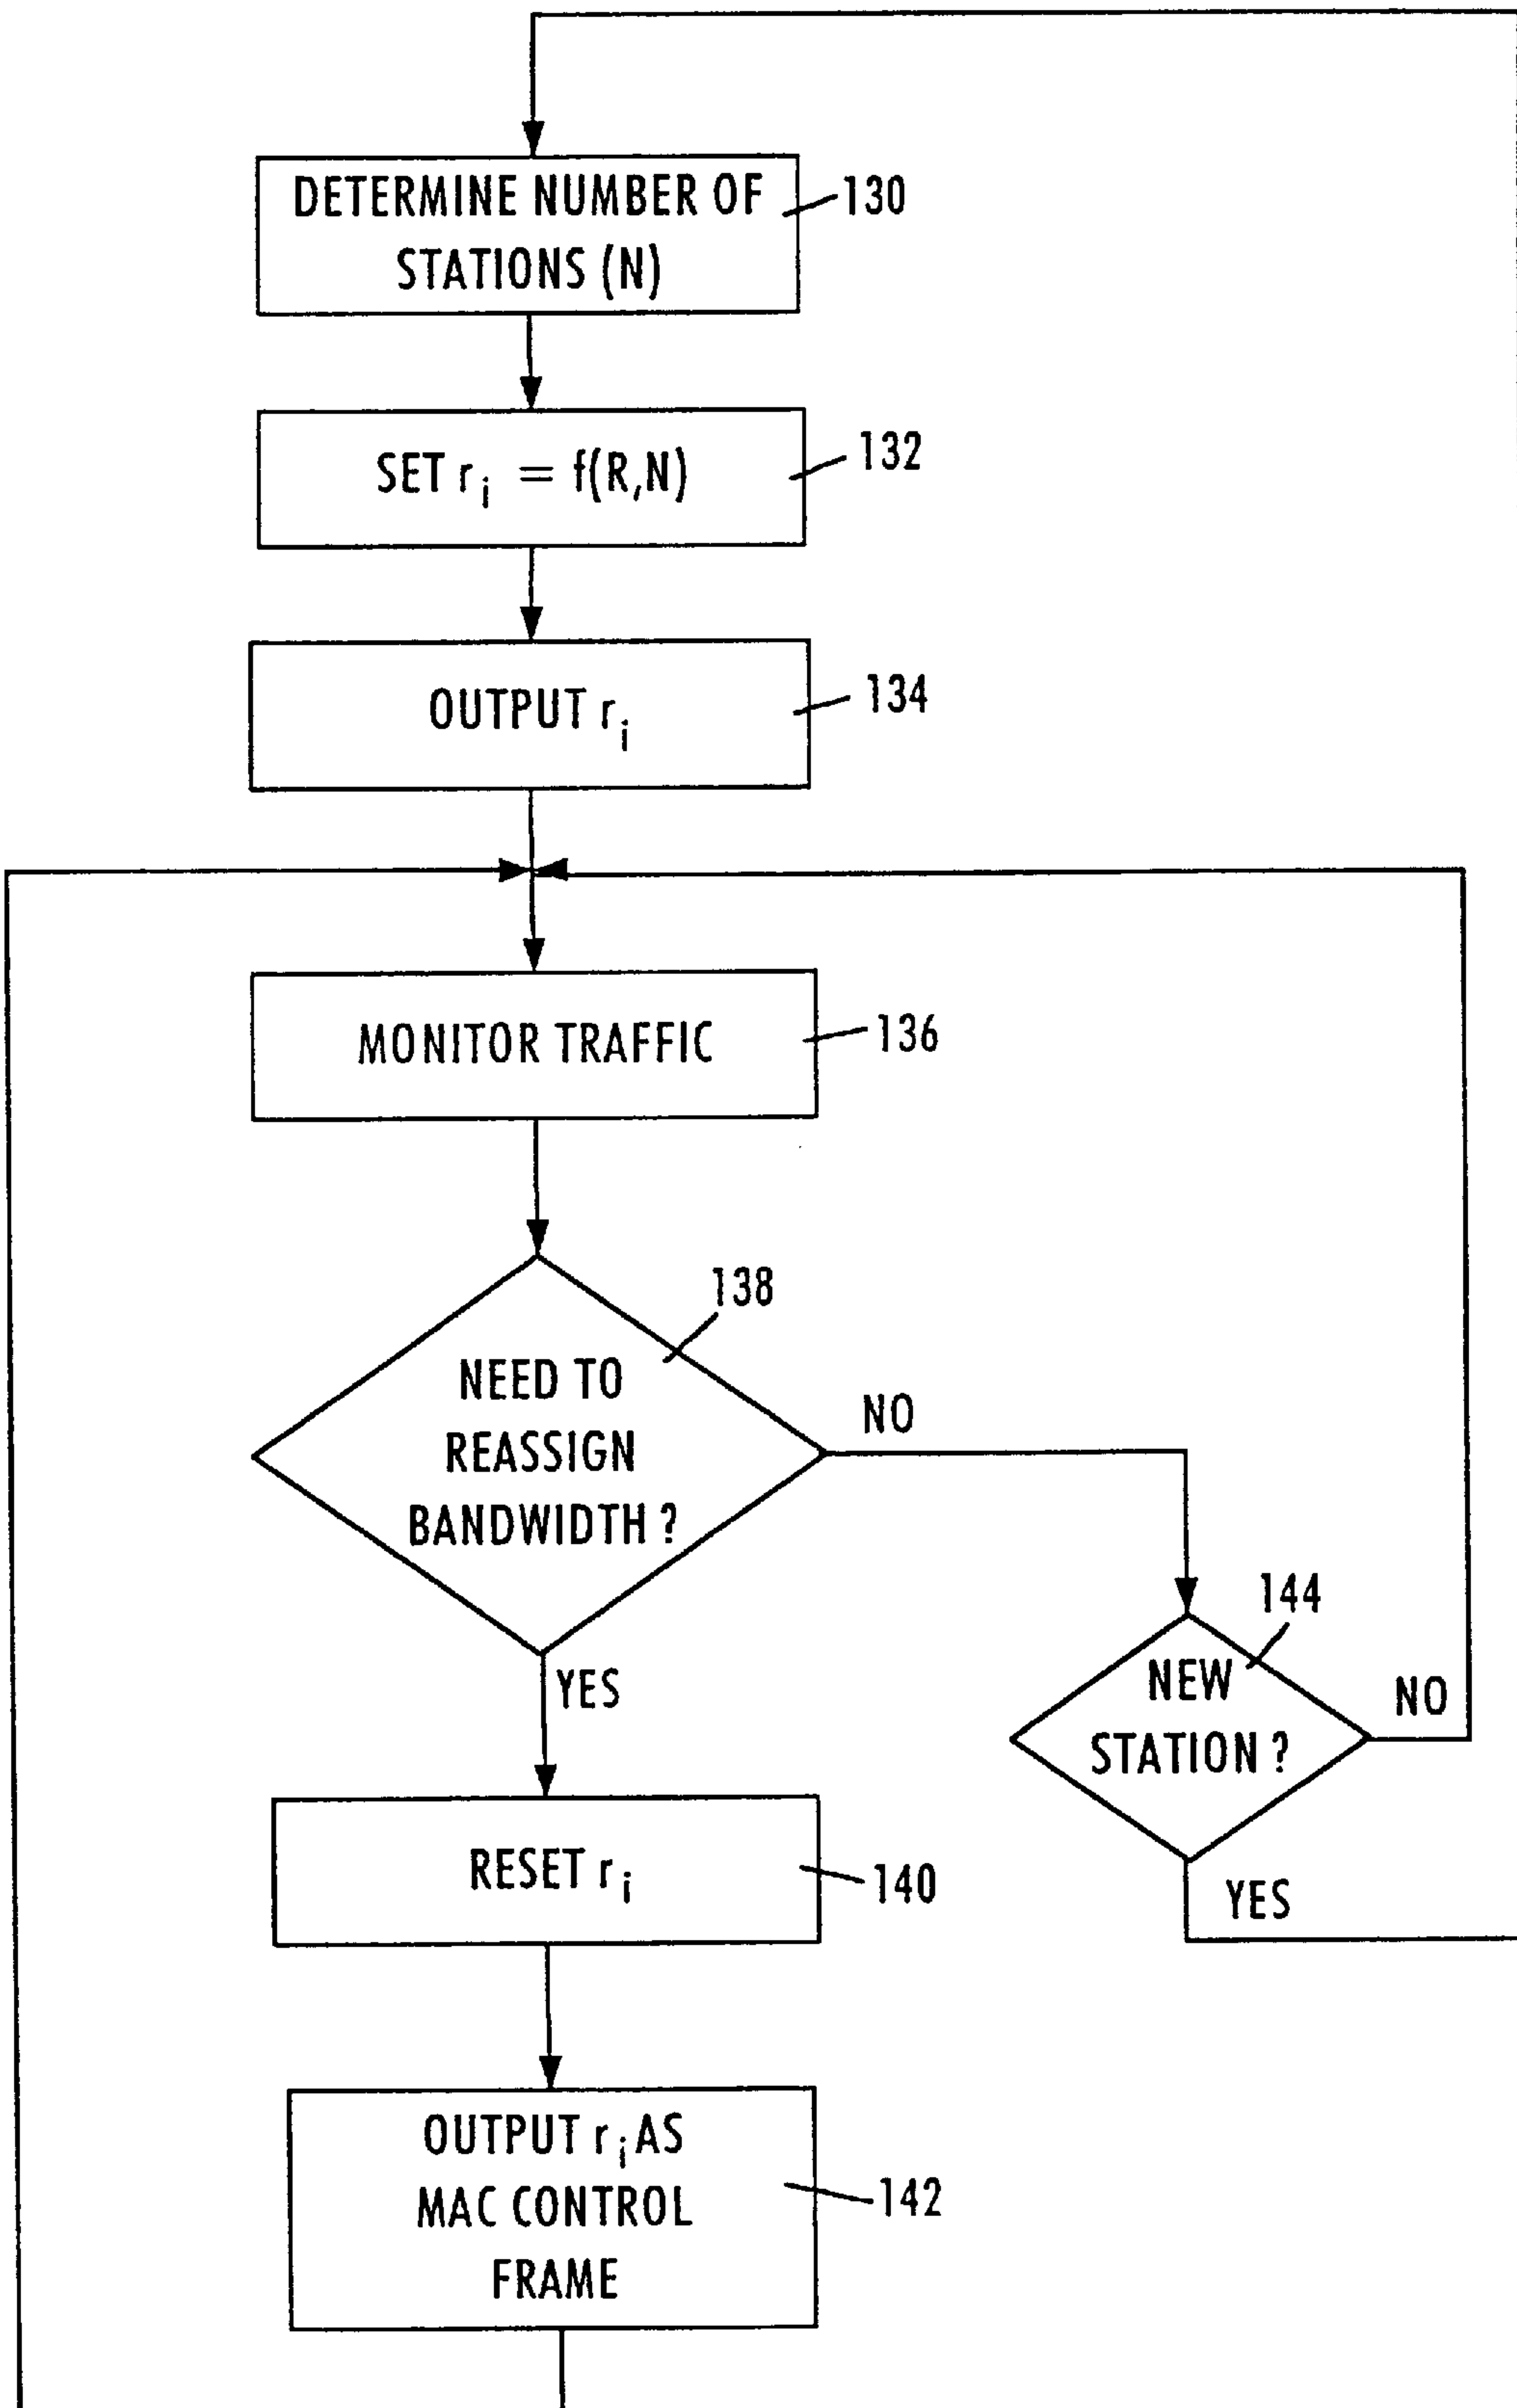 DETERMINE NUMBER OF
STATIONS (N)
130
SET r_i = f(R,N)
132
OUTPUT r_i
134
MONITOR TRAFFIC
136
138
NEED TO
REASSIGN
BANDWIDTH ?
NO
YES
144
NEW
STATION ?
NO
YES
RESET r_i
140
OUTPUT r_i AS
MAC CONTROL
FRAME
142